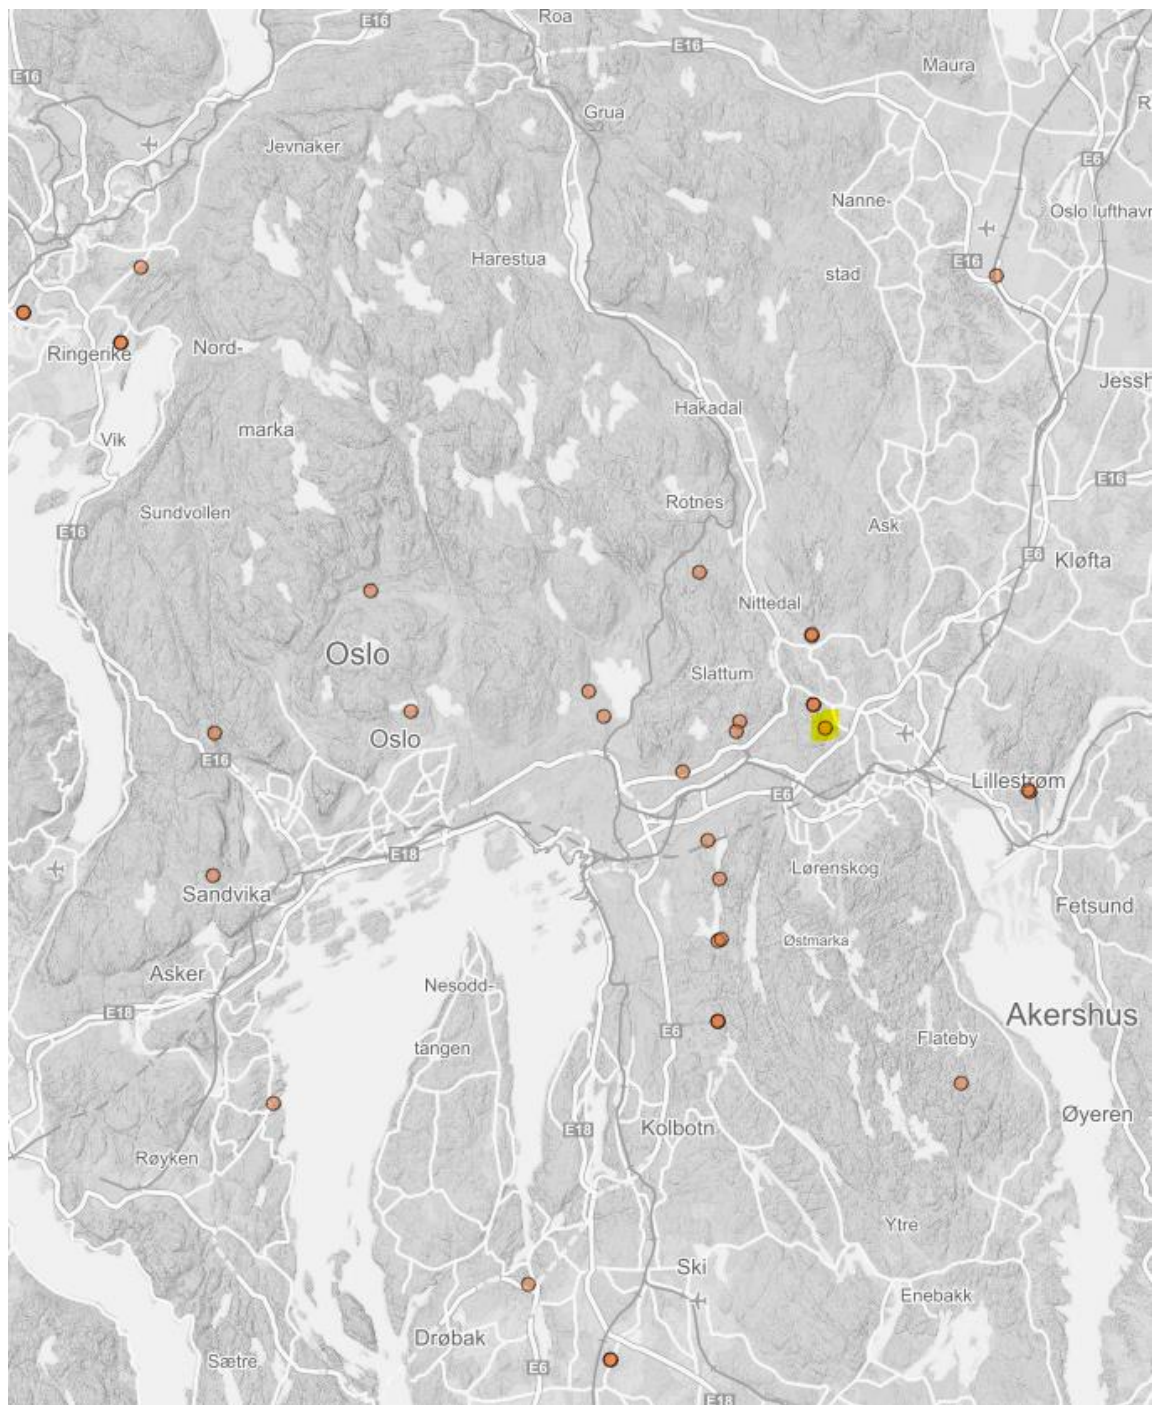 Roa
E16
E16
Maura
E16
Grua
R
Jevnaker
E6
Nanne-
Oslo lufthavn
Harestua
E16
stad
Ringerike
Nord-
Jessh
Hakadal
marka
Vik
E16
Rotnes
Sundvollen
Ask
E16
E6
Kløfta
Nittedal
Oslo
Slattum
Oslo
E16
Lillestrøm
E6
E18
Lørenskog
Sandvika
Fetsund
Østmarka
Asker
Nesodd-
E18
Akershus
E6
Flateby
tangen
Øyeren
E18
Kolbotn
Røyken
Ytre
Ski
Enebakk
Drøbak
Sætre
E6
E18